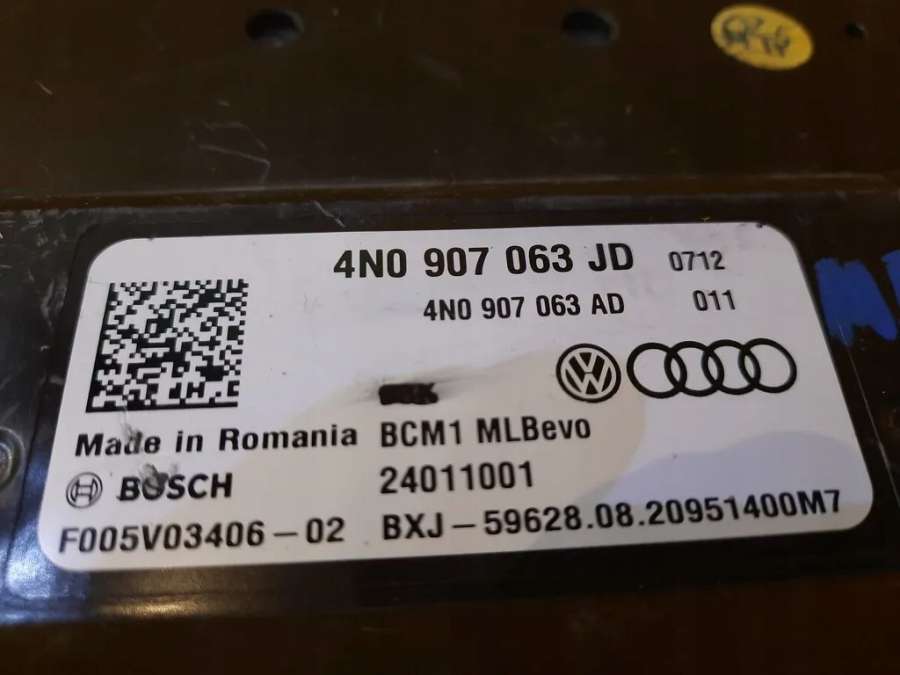 4N0 907 063 JD 0712
4N0 907 063 AD 011
Made in Romania BCM1 MLBevo
BOSCH 24011001
F005V03406-02 BXJ-59628.08.20951400M7